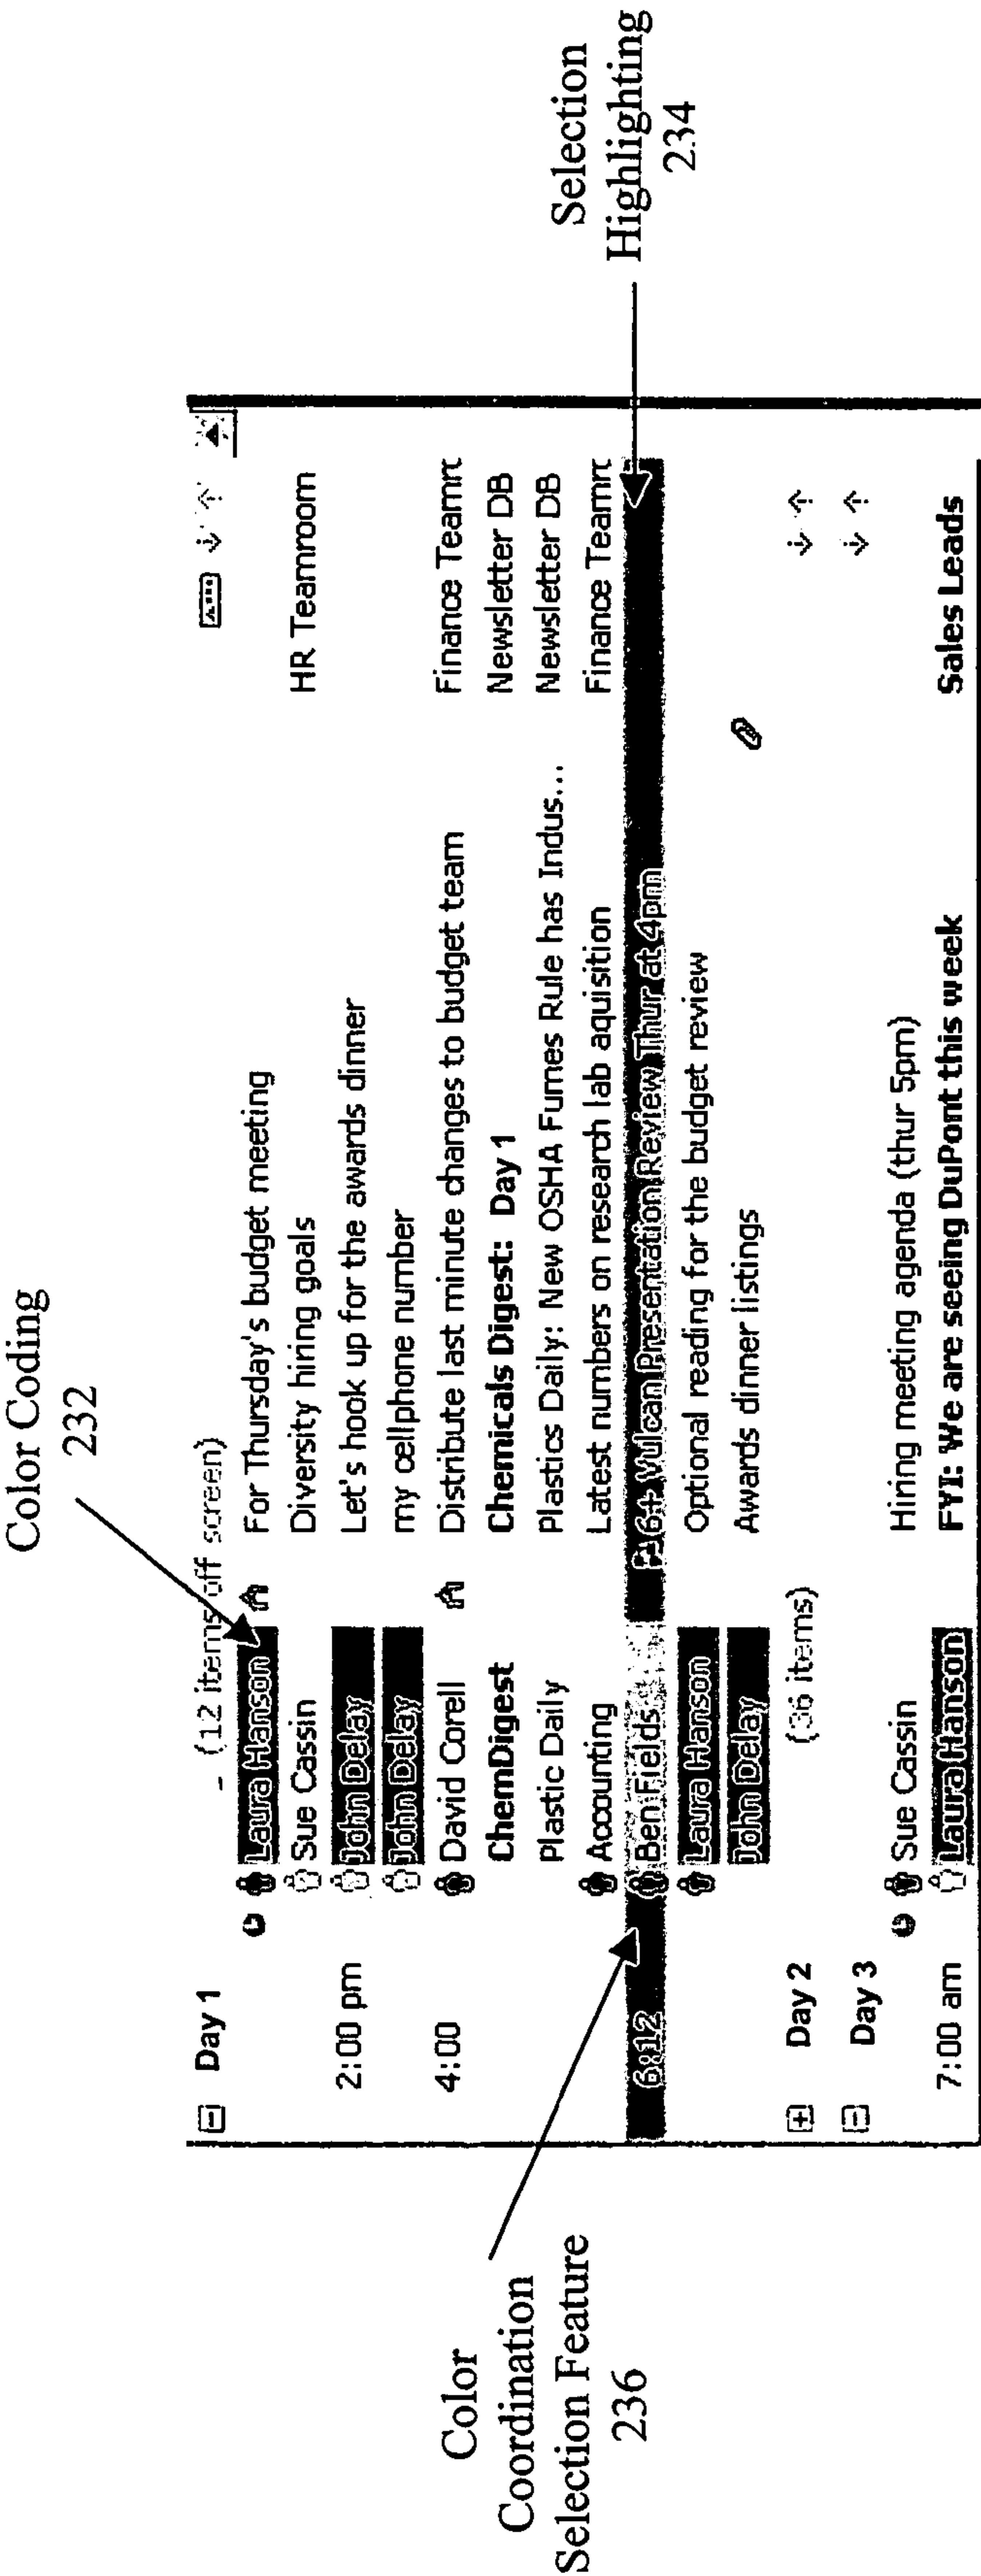 Color Coding
232
Day 1 - (12 items off screen)
Laura Hanson For Thursday's budget meeting
Sue Cassin Diversity hiring goals HR Teamroom
2:00 pm John Delay Let's hook up for the awards dinner
John Delay my cellphone number
4:00 David Corell Distribute last minute changes to budget team Finance Teamrc
ChemDigest Chemicals Digest: Day 1 Newsletter DB
Plastic Daily Plastics Daily: New OSHA Fumes Rule has Indus... Newsletter DB
Accounting Latest numbers on research lab aquisition Finance Teamrc
6:12 Ben Fields 6+ Vulcan Presentation Review Thur at 4pm
Laura Hanson Optional reading for the budget review
John Delay Awards dinner listings
Day 2 (36 items)
Day 3
Sue Cassin Hiring meeting agenda (thur 5pm)
7:00 am Laura Hanson FYI: We are seeing DuPont this week Sales Leads
Color
Coordination
Selection Feature
236
Selection
Highlighting
234